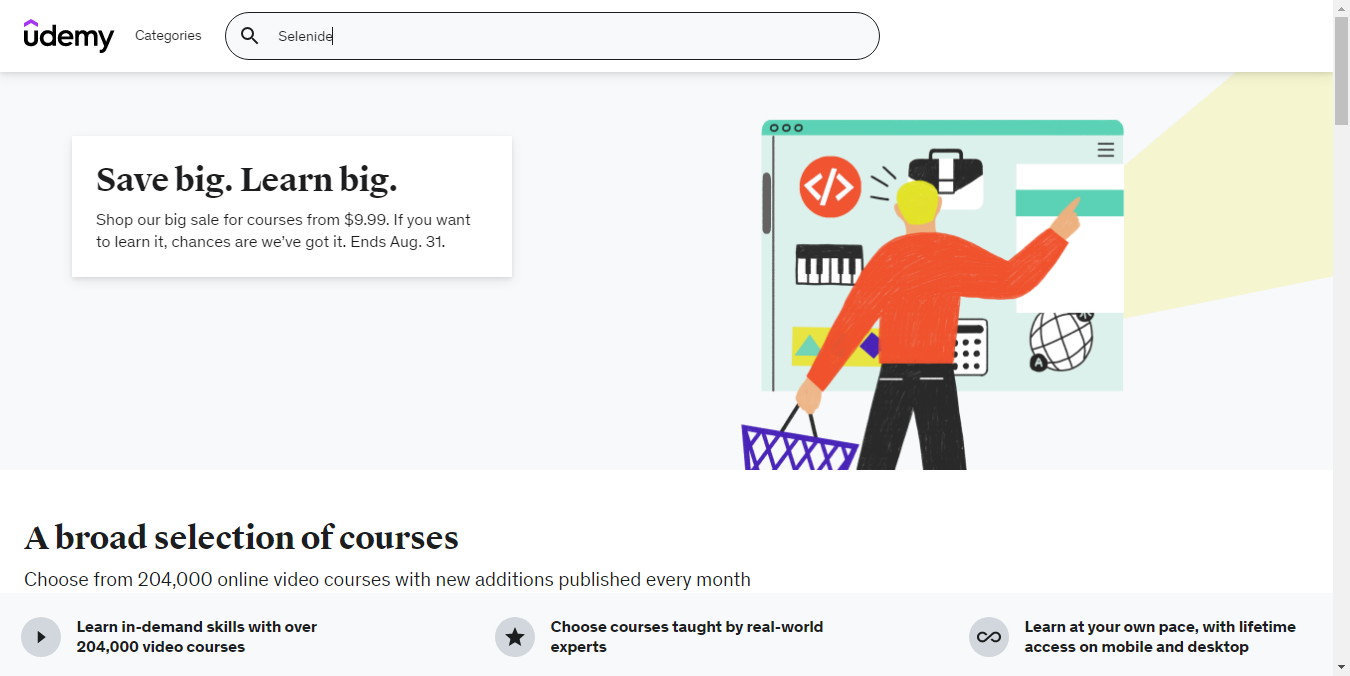 udemy
Categories
Selenide
Save big. Learn big.
Shop our big sale for courses from $9.99. If you want
to learn it, chances are we’ve got it. Ends Aug. 31.
</>
A
A
A broad selection of courses
Choose from 204,000 online video courses with new additions published every month
Learn in-demand skills with over
204,000 video courses
Choose courses taught by real-world
experts
Learn at your own pace, with lifetime
access on mobile and desktop